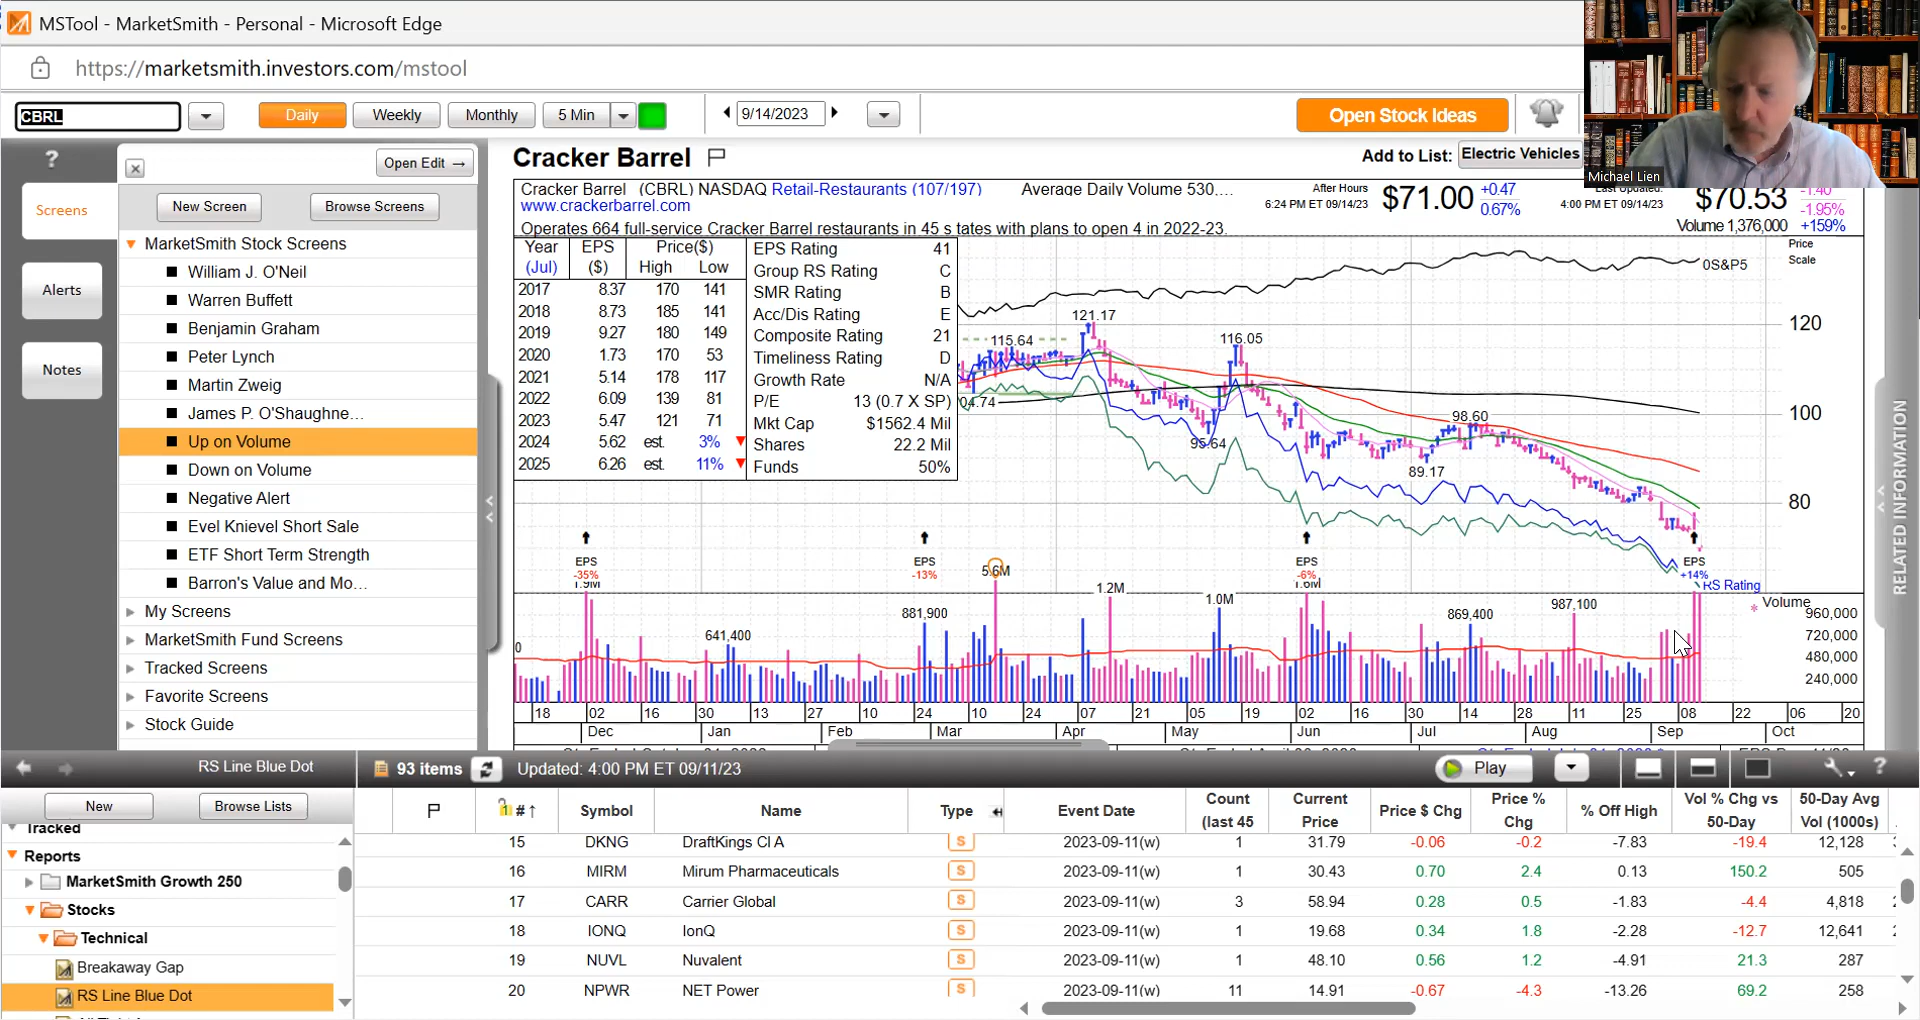 MSTool - MarketSmith - Personal - Microsoft Edge
https://marketsmith.investors.com/mstool
CBRL
Daily
Weekly
Monthly
5 Min
9/14/2023
Open Stock Ideas
?
Screens
Alerts
Notes
Open Edit →
New Screen
Browse Screens
MarketSmith Stock Screens
William J. O'Neil
Warren Buffett
Benjamin Graham
Peter Lynch
Martin Zweig
James P. O'Shaughne…
Up on Volume
Down on Volume
Negative Alert
Evel Knievel Short Sale
ETF Short Term Strength
Barron's Value and Mo…
My Screens
MarketSmith Fund Screens
Tracked Screens
Favorite Screens
Stock Guide
Cracker Barrel
Add to List: Electric Vehicles
Michael Lien
Cracker Barrel (CBRL) NASDAQ Retail-Restaurants (107/197) Average Daily Volume 530....
www.crackerbarrel.com
Operates 664 full-service Cracker Barrel restaurants in 45 s tates with plans to open 4 in 2022-23.
After Hours
6:24 PM ET 09/14/23
$71.00
+0.47
0.67%
Last Updated:
4:00 PM ET 09/14/23
$70.53
-1.40
-1.95%
Volume 1,376,000 +159%
Year EPS Price($)
(Jul) ($) High Low
2017 8.37 170 141
2018 8.73 185 141
2019 9.27 180 149
2020 1.73 170 53
2021 5.14 178 117
2022 6.09 139 81
2023 5.47 121 71
2024 5.62 est. 3%
2025 6.26 est. 11%
EPS Rating 41
Group RS Rating C
SMR Rating B
Acc/Dis Rating E
Composite Rating 21
Timeliness Rating D
Growth Rate N/A
P/E 13 (0.7 X SP)
Mkt Cap $1562.4 Mil
Shares 22.2 Mil
Funds 50%
Price
Scale
0S&P5
121.17
115.64
116.05
04.74
95.64
98.60
89.17
120
100
80
EPS
-35%
1.9M
EPS
-13%
5.6M
EPS
-6%
1.6M
EPS
+14%
RS Rating
1.2M
1.0M
641,400
881,900
869,400
987,100
0
Volume
960,000
720,000
480,000
240,000
18 02 16 30 13 27 10 24 10 24 07 21 05 19 02 16 30 14 28 11 25 08 22 06 20
Dec Jan Feb Mar Apr May Jun Jul Aug Sep Oct
RELATED INFORMATION
RS Line Blue Dot
93 items
Updated: 4:00 PM ET 09/11/23
Play
?
New
Browse Lists
Tracked
Reports
MarketSmith Growth 250
Stocks
Technical
Breakaway Gap
RS Line Blue Dot
# ↑ Symbol Name Type Event Date Count (last 45 Current Price Price $ Chg Price % Chg % Off High Vol % Chg vs 50-Day 50-Day Avg Vol (1000s)
15 DKNG DraftKings Cl A S 2023-09-11(w) 1 31.79 -0.06 -0.2 -7.83 -19.4 12,128
16 MIRM Mirum Pharmaceuticals S 2023-09-11(w) 1 30.43 0.70 2.4 0.13 150.2 505
17 CARR Carrier Global S 2023-09-11(w) 3 58.94 0.28 0.5 -1.83 -4.4 4,818
18 IONQ IonQ S 2023-09-11(w) 1 19.68 0.34 1.8 -2.28 -12.7 12,641
19 NUVL Nuvalent S 2023-09-11(w) 1 48.10 0.56 1.2 -4.91 21.3 287
20 NPWR NET Power S 2023-09-11(w) 11 14.91 -0.67 -4.3 -13.26 69.2 258